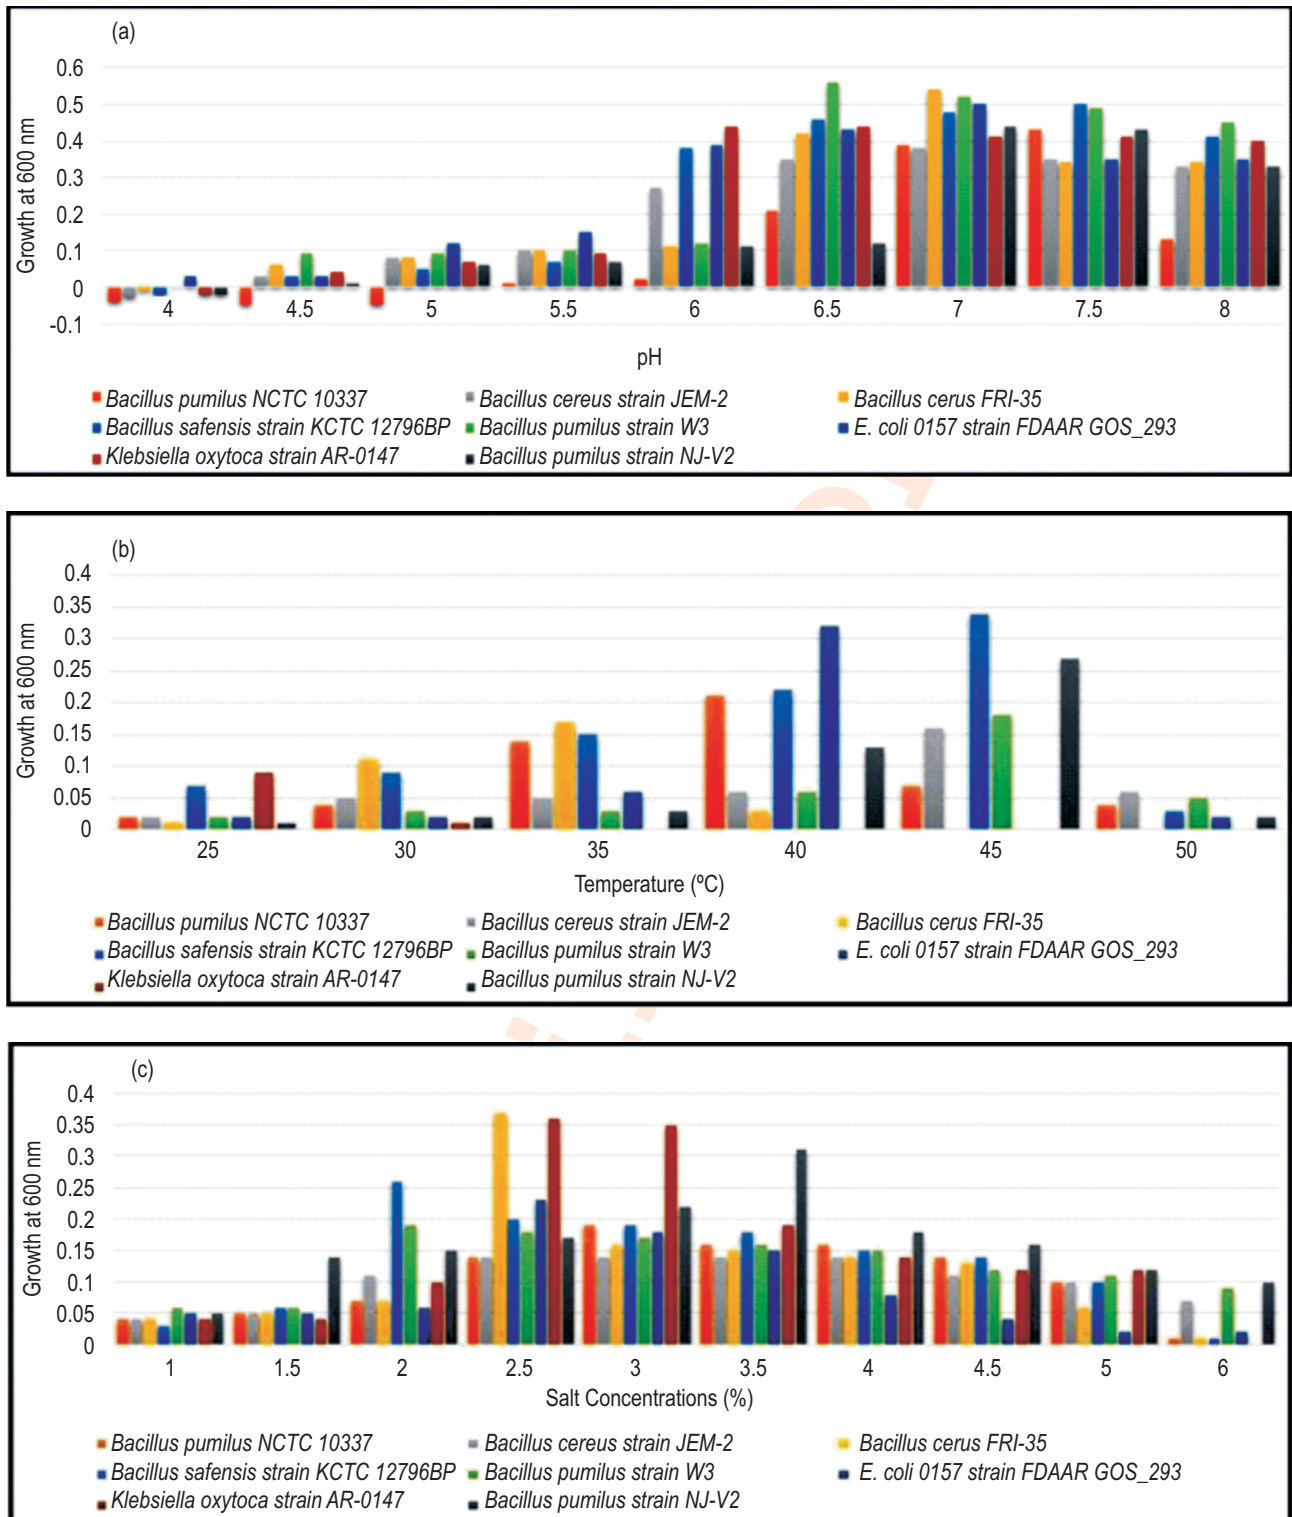 (a)
0.6
0.5
0.4
0.3
0.2
0.1
0
-0.1
Growth at 600 nm
4 4.5 5 5.5 6 6.5 7 7.5 8
pH
Bacillus pumilus NCTC 10337 Bacillus cereus strain JEM-2 Bacillus cerus FRI-35
Bacillus safensis strain KCTC 12796BP Bacillus pumilus strain W3 E. coli 0157 strain FDAAR GOS_293
Klebsiella oxytoca strain AR-0147 Bacillus pumilus strain NJ-V2
(b)
0.4
0.35
0.3
0.25
0.2
0.15
0.1
0.05
0
Growth at 600 nm
25 30 35 40 45 50
Temperature (ºC)
Bacillus pumilus NCTC 10337 Bacillus cereus strain JEM-2 Bacillus cerus FRI-35
Bacillus safensis strain KCTC 12796BP Bacillus pumilus strain W3 E. coli 0157 strain FDAAR GOS_293
Klebsiella oxytoca strain AR-0147 Bacillus pumilus strain NJ-V2
(c)
0.4
0.35
0.3
0.25
0.2
0.15
0.1
0.05
0
Growth at 600 nm
1 1.5 2 2.5 3 3.5 4 4.5 5 6
Salt Concentrations (%)
Bacillus pumilus NCTC 10337 Bacillus cereus strain JEM-2 Bacillus cerus FRI-35
Bacillus safensis strain KCTC 12796BP Bacillus pumilus strain W3 E. coli 0157 strain FDAAR GOS_293
Klebsiella oxytoca strain AR-0147 Bacillus pumilus strain NJ-V2